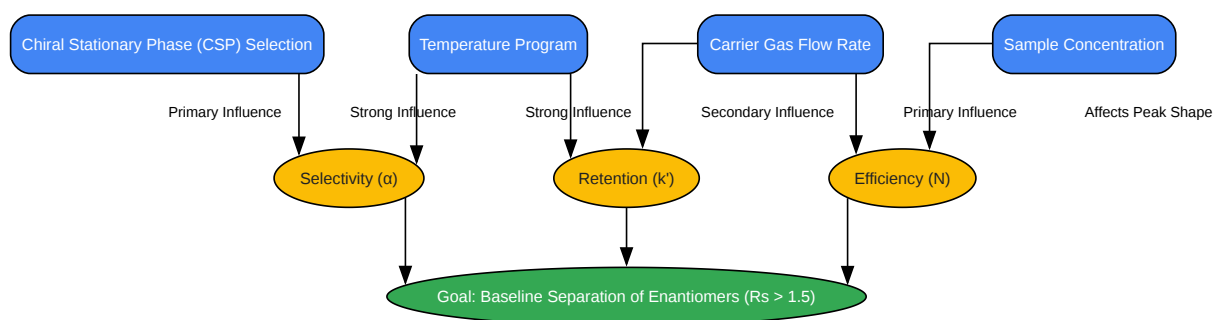 Chiral Stationary Phase (CSP) Selection
Temperature Program
Carrier Gas Flow Rate
Sample Concentration
Primary Influence
Strong Influence
Strong Influence
Secondary Influence
Primary Influence
Affects Peak Shape
Selectivity (α)
Retention (k')
Efficiency (N)
Goal: Baseline Separation of Enantiomers (Rs > 1.5)